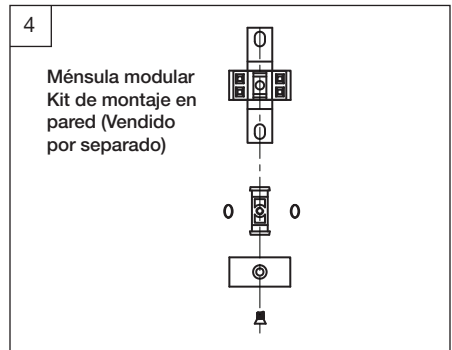 4
Ménsula modular
Kit de montaje en
pared (Vendido
por separado)